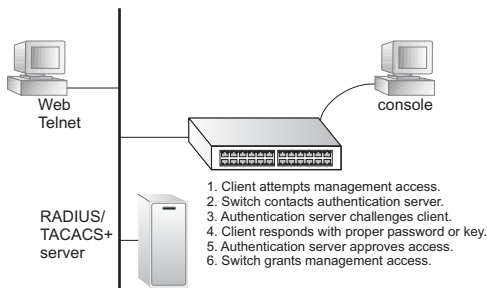 Web
Telnet
console
1. Client attempts management access.
2. Switch contacts authentication server.
3. Authentication server challenges client.
4. Client responds with proper password or key.
5. Authentication server approves access.
6. Switch grants management access.
RADIUS/
TACACS+
server